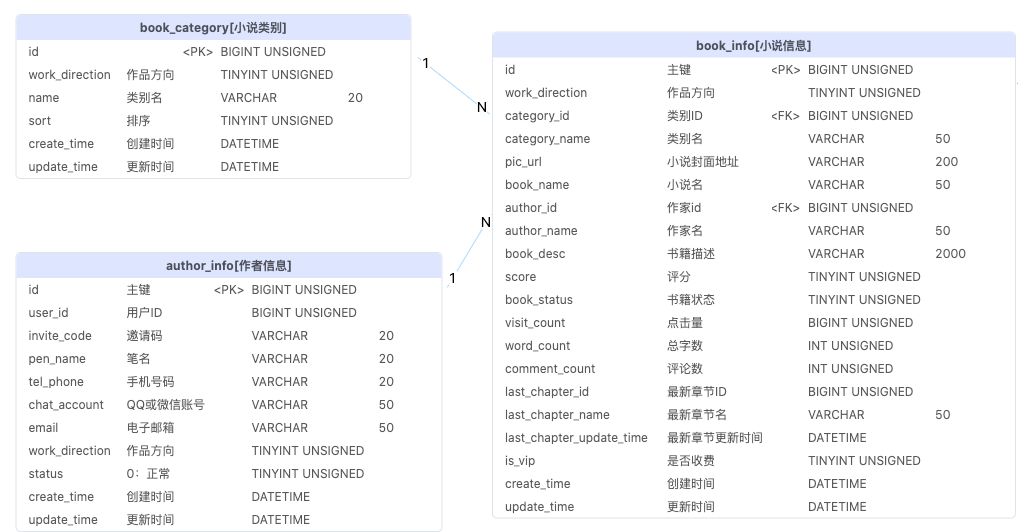 book_category[小说类别]
id <PK> BIGINT UNSIGNED
work_direction 作品方向 TINYINT UNSIGNED
name 类别名 VARCHAR 20
sort 排序 TINYINT UNSIGNED
create_time 创建时间 DATETIME
update_time 更新时间 DATETIME
1
N
author_info[作者信息]
id 主键 <PK> BIGINT UNSIGNED
user_id 用户ID BIGINT UNSIGNED
invite_code 邀请码 VARCHAR 20
pen_name 笔名 VARCHAR 20
tel_phone 手机号码 VARCHAR 20
chat_account QQ或微信账号 VARCHAR 50
email 电子邮箱 VARCHAR 50
work_direction 作品方向 TINYINT UNSIGNED
status 0：正常 TINYINT UNSIGNED
create_time 创建时间 DATETIME
update_time 更新时间 DATETIME
N
1
book_info[小说信息]
id 主键 <PK> BIGINT UNSIGNED
work_direction 作品方向 TINYINT UNSIGNED
category_id 类别ID <FK> BIGINT UNSIGNED
category_name 类别名 VARCHAR 50
pic_url 小说封面地址 VARCHAR 200
book_name 小说名 VARCHAR 50
author_id 作家id <FK> BIGINT UNSIGNED
author_name 作家名 VARCHAR 50
book_desc 书籍描述 VARCHAR 2000
score 评分 TINYINT UNSIGNED
book_status 书籍状态 TINYINT UNSIGNED
visit_count 点击量 BIGINT UNSIGNED
word_count 总字数 INT UNSIGNED
comment_count 评论数 INT UNSIGNED
last_chapter_id 最新章节ID BIGINT UNSIGNED
last_chapter_name 最新章节名 VARCHAR 50
last_chapter_update_time 最新章节更新时间 DATETIME
is_vip 是否收费 TINYINT UNSIGNED
create_time 创建时间 DATETIME
update_time 更新时间 DATETIME